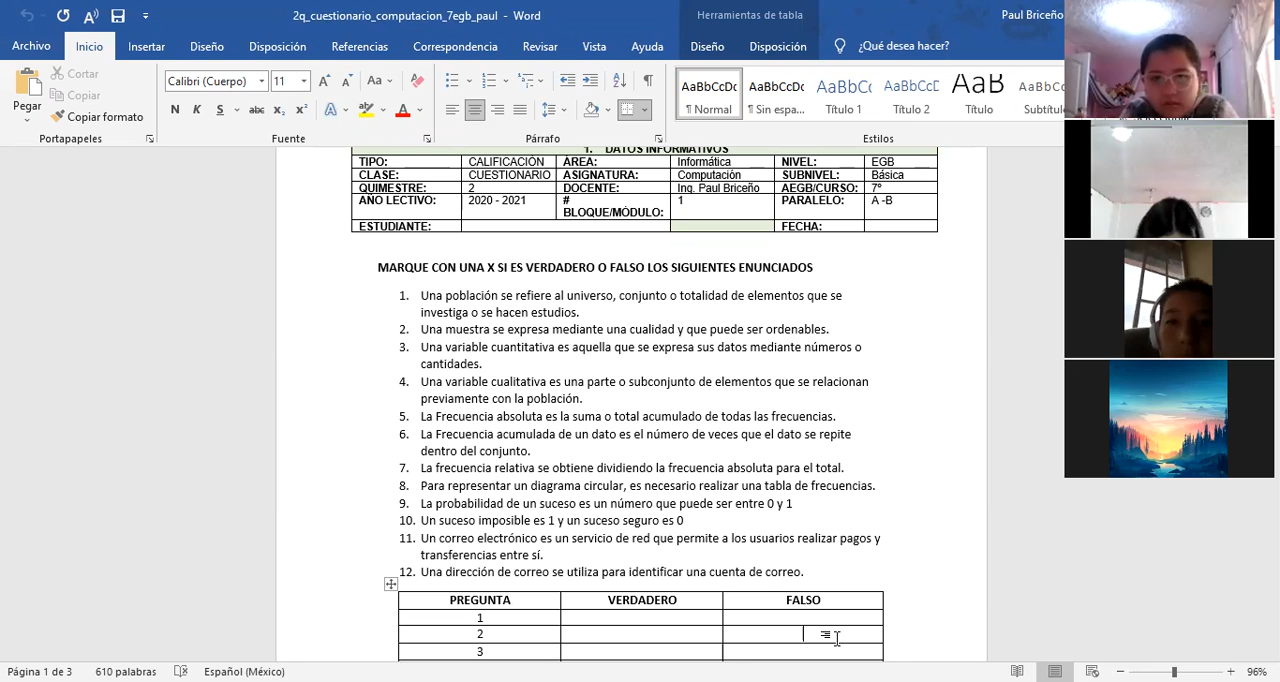 2q_cuestionario_computacion_7egb_paul - Word
Herramientas de tabla
Paul Briceño
Archivo Inicio Insertar Diseño Disposición Referencias Correspondencia Revisar Vista Ayuda Diseño Disposición ¿Qué desea hacer?
Pegar
Cortar
Copiar
Copiar formato
Portapapeles
Calibri (Cuerpo) 11
N K S abc
Fuente
Párrafo
AaBbCcDc AaBbCcDc AaBbCc AaBbCcD AaB AaBbCcD
¶ Normal ¶ Sin espa... Título 1 Título 2 Título Subtítulo
Estilos
1. DATOS INFORMATIVOS
TIPO: CALIFICACIÓN ÁREA: Informática NIVEL: EGB
CLASE: CUESTIONARIO ASIGNATURA: Computación SUBNIVEL: Básica
QUIMESTRE: 2 DOCENTE: Ing. Paul Briceño AEGB/CURSO: 7º
AÑO LECTIVO: 2020 - 2021 # BLOQUE/MÓDULO: 1 PARALELO: A -B
ESTUDIANTE: FECHA:
MARQUE CON UNA X SI ES VERDADERO O FALSO LOS SIGUIENTES ENUNCIADOS
1. Una población se refiere al universo, conjunto o totalidad de elementos que se
investiga o se hacen estudios.
2. Una muestra se expresa mediante una cualidad y que puede ser ordenables.
3. Una variable cuantitativa es aquella que se expresa sus datos mediante números o
cantidades.
4. Una variable cualitativa es una parte o subconjunto de elementos que se relacionan
previamente con la población.
5. La Frecuencia absoluta es la suma o total acumulado de todas las frecuencias.
6. La Frecuencia acumulada de un dato es el número de veces que el dato se repite
dentro del conjunto.
7. La frecuencia relativa se obtiene dividiendo la frecuencia absoluta para el total.
8. Para representar un diagrama circular, es necesario realizar una tabla de frecuencias.
9. La probabilidad de un suceso es un número que puede ser entre 0 y 1
10. Un suceso imposible es 1 y un suceso seguro es 0
11. Un correo electrónico es un servicio de red que permite a los usuarios realizar pagos y
transferencias entre sí.
12. Una dirección de correo se utiliza para identificar una cuenta de correo.
PREGUNTA VERDADERO FALSO
1
2
3
Página 1 de 3 610 palabras Español (México) 96%